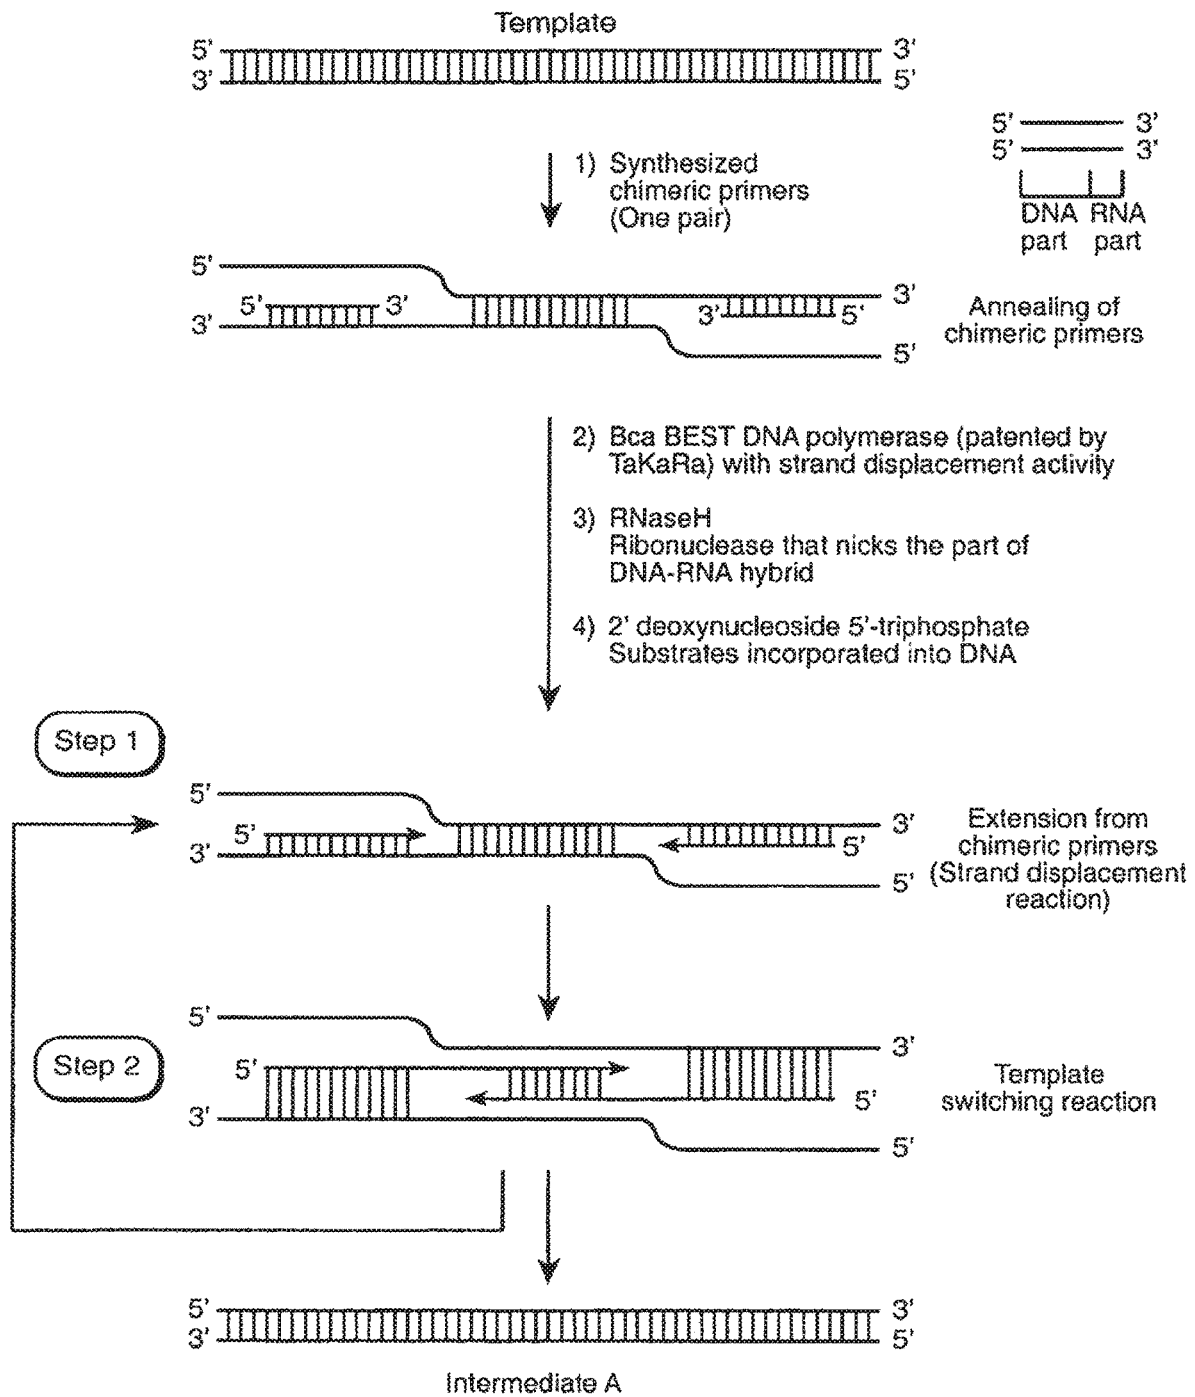 Template
5' 3'
3' 5'
5' 3'
5' 3'
DNA RNA
part part
1) Synthesized
chimeric primers
(One pair)
5'
3'
5' 3'
3' 5'
3'
5'
Annealing of
chimeric primers
2) Bca BEST DNA polymerase (patented by
TaKaRa) with strand displacement activity
3) RNaseH
Ribonuclease that nicks the part of
DNA-RNA hybrid
4) 2' deoxynucleoside 5'-triphosphate
Substrates incorporated into DNA
Step 1
5'
3'
5' 5'
3'
5'
Extension from
chimeric primers
(Strand displacement
reaction)
Step 2
5'
3'
5'
5'
3'
5'
Template
switching reaction
5' 3'
3' 5'
Intermediate A